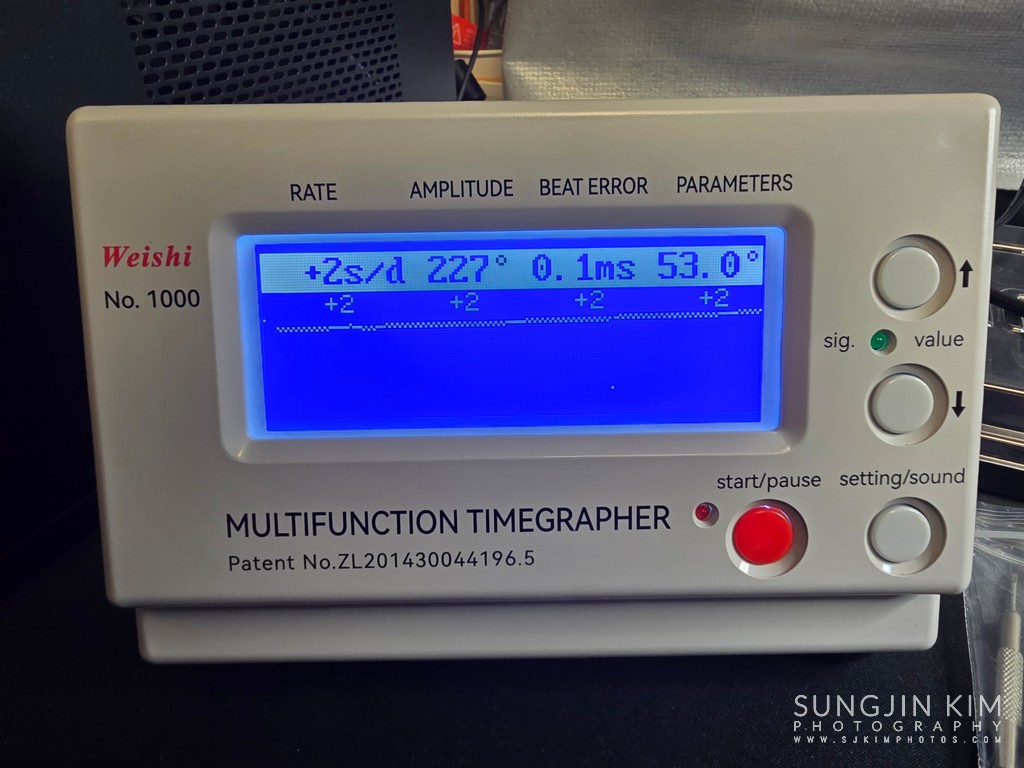 RATE AMPLITUDE BEAT ERROR PARAMETERS
Weishi
No. 1000
+2s/d 227° 0.1ms 53.0°
+2 +2 +2 +2
sig. value
start/pause setting/sound
MULTIFUNCTION TIMEGRAPHER
Patent No.ZL201430044196.5
SUNGJIN KIM
PHOTOGRAPHY
WWW.SJKIMPHOTOS.COM